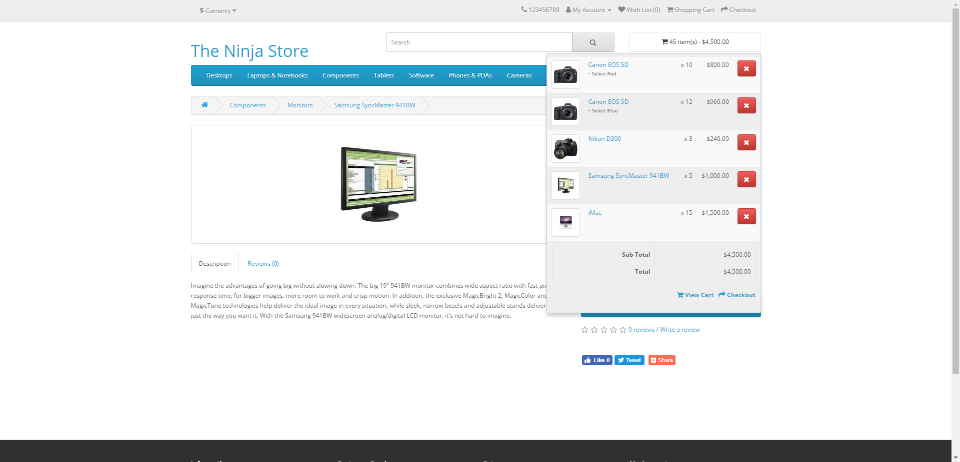 $ Currency
123456789
My Account
Wish List (0)
Shopping Cart
Checkout
The Ninja Store
Search
45 item(s) - $4,500.00
Desktops
Laptops & Notebooks
Components
Tablets
Software
Phones & PDAs
Cameras
Components
Monitors
Samsung SyncMaster 941BW
Canon EOS 5D x 10 $800.00
- Select Red
Canon EOS 5D x 12 $960.00
- Select Blue
Nikon D300 x 3 $240.00
Samsung SyncMaster 941BW x 5 $1,000.00
iMac x 15 $1,500.00
Sub-Total $4,500.00
Total $4,500.00
View Cart Checkout
Description
Reviews (0)
Imagine the advantages of going big without slowing down. The big 19" 941BW monitor combines wide aspect ratio with fast
response time, for bigger images, more room to work and crisp motion. In addition, the exclusive MagicBright 2, MagicColor and
MagicTune technologies help deliver the ideal image in every situation, while sleek, narrow bezels and adjustable stands deliver
just the way you want it. With the Samsung 941BW widescreen analog/digital LCD monitor, it's not hard to imagine.
0 reviews / Write a review
Like 0
Tweet
Share